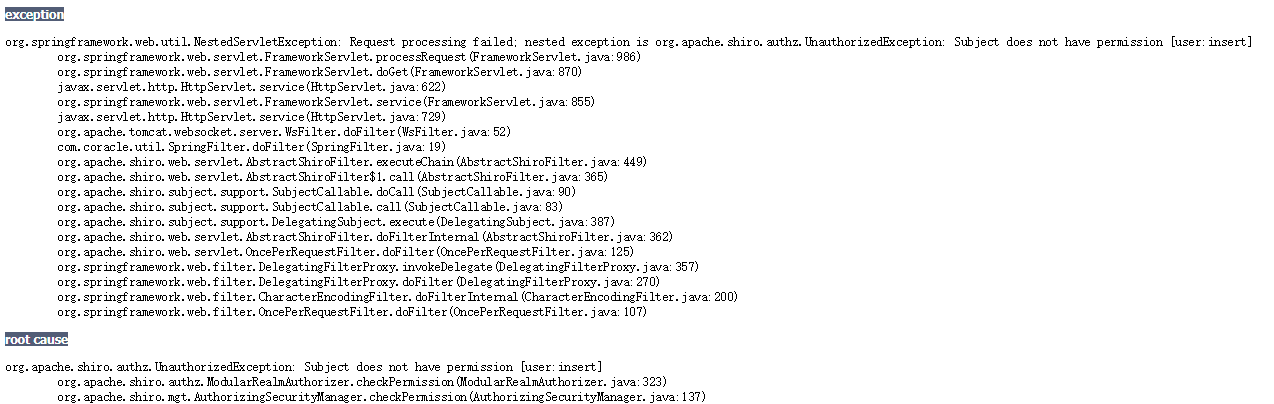 exception
org.springframework.web.util.NestedServletException: Request processing failed; nested exception is org.apache.shiro.authz.UnauthorizedException: Subject does not have permission [user:insert]
org.springframework.web.servlet.FrameworkServlet.processRequest(FrameworkServlet.java:986)
org.springframework.web.servlet.FrameworkServlet.doGet(FrameworkServlet.java:870)
javax.servlet.http.HttpServlet.service(HttpServlet.java:622)
org.springframework.web.servlet.FrameworkServlet.service(FrameworkServlet.java:855)
javax.servlet.http.HttpServlet.service(HttpServlet.java:729)
org.apache.tomcat.websocket.server.WsFilter.doFilter(WsFilter.java:52)
com.coracle.util.SpringFilter.doFilter(SpringFilter.java:19)
org.apache.shiro.web.servlet.AbstractShiroFilter.executeChain(AbstractShiroFilter.java:449)
org.apache.shiro.web.servlet.AbstractShiroFilter$1.call(AbstractShiroFilter.java:365)
org.apache.shiro.subject.support.SubjectCallable.doCall(SubjectCallable.java:90)
org.apache.shiro.subject.support.SubjectCallable.call(SubjectCallable.java:83)
org.apache.shiro.subject.support.DelegatingSubject.execute(DelegatingSubject.java:387)
org.apache.shiro.web.servlet.AbstractShiroFilter.doFilterInternal(AbstractShiroFilter.java:362)
org.apache.shiro.web.servlet.OncePerRequestFilter.doFilter(OncePerRequestFilter.java:125)
org.springframework.web.filter.DelegatingFilterProxy.invokeDelegate(DelegatingFilterProxy.java:357)
org.springframework.web.filter.DelegatingFilterProxy.doFilter(DelegatingFilterProxy.java:270)
org.springframework.web.filter.CharacterEncodingFilter.doFilterInternal(CharacterEncodingFilter.java:200)
org.springframework.web.filter.OncePerRequestFilter.doFilter(OncePerRequestFilter.java:107)
root cause
org.apache.shiro.authz.UnauthorizedException: Subject does not have permission [user:insert]
org.apache.shiro.authz.ModularRealmAuthorizer.checkPermission(ModularRealmAuthorizer.java:323)
org.apache.shiro.mgt.AuthorizingSecurityManager.checkPermission(AuthorizingSecurityManager.java:137)